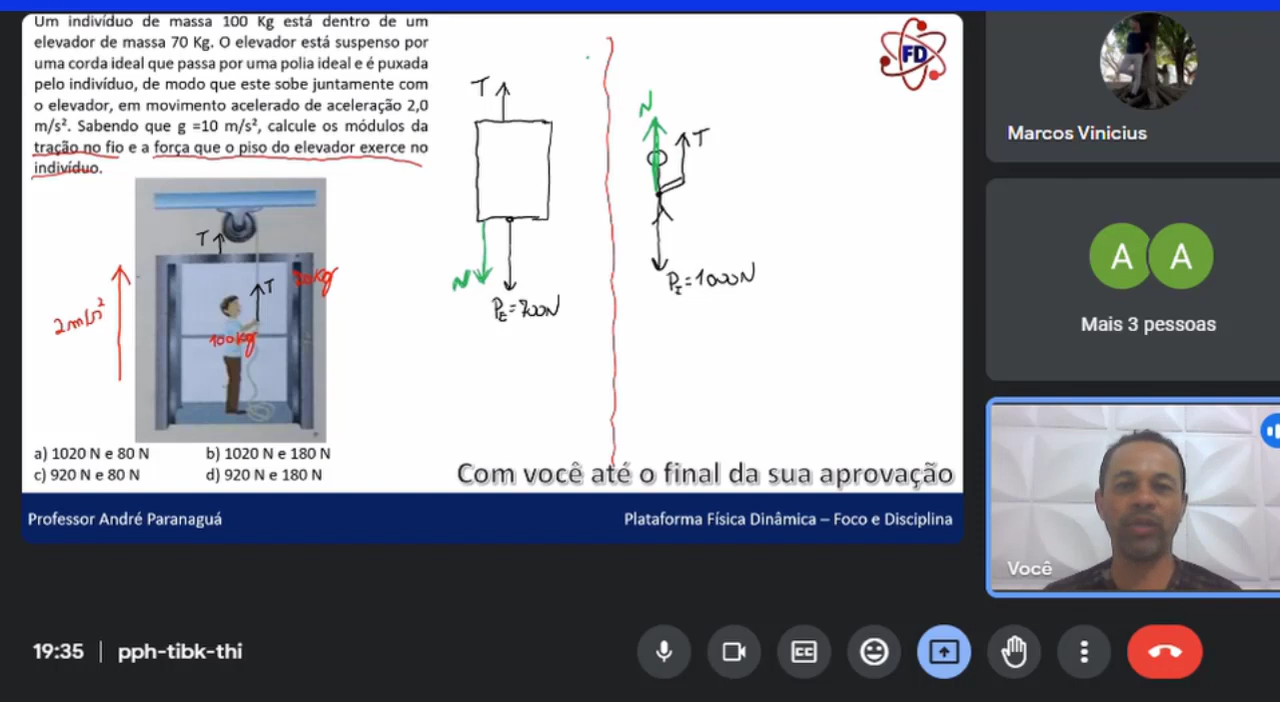 Um indivíduo de massa 100 Kg está dentro de um
elevador de massa 70 Kg. O elevador está suspenso por
uma corda ideal que passa por uma polia ideal e é puxada
pelo indivíduo, de modo que este sobe juntamente com
o elevador, em movimento acelerado de aceleração 2,0
m/s². Sabendo que g =10 m/s², calcule os módulos da
tração no fio e a força que o piso do elevador exerce no
indivíduo.
FD
T
N
P_E=700N
N
T
P_I=1000N
T
T
2m/s²
100kg
a) 1020 N e 80 N
b) 1020 N e 180 N
c) 920 N e 80 N
d) 920 N e 180 N
Com você até o final da sua aprovação
Professor André Paranaguá
Plataforma Física Dinâmica – Foco e Disciplina
Marcos Vinicius
A
A
Mais 3 pessoas
Você
19:35 | pph-tibk-thi
CC